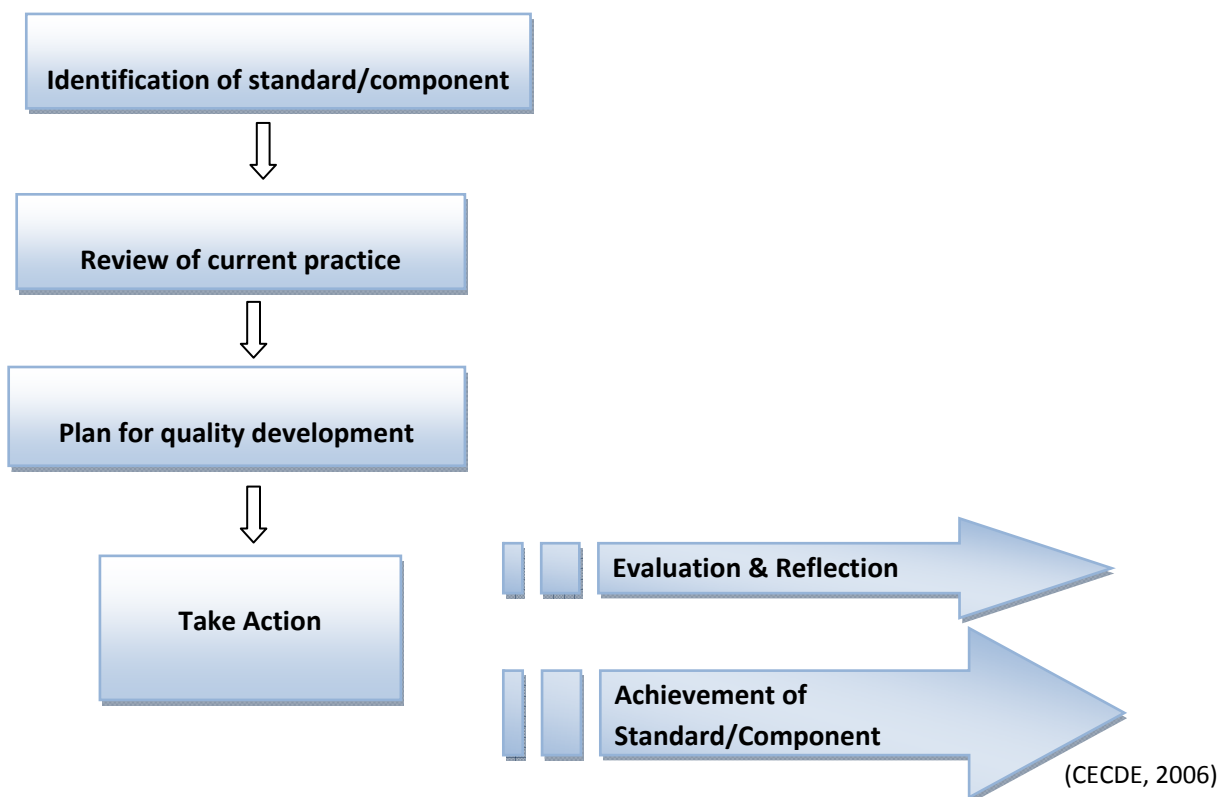 Identification of standard/component
Review of current practice
Plan for quality development
Take Action
Evaluation & Reflection
Achievement of
Standard/Component
(CECDE, 2006)